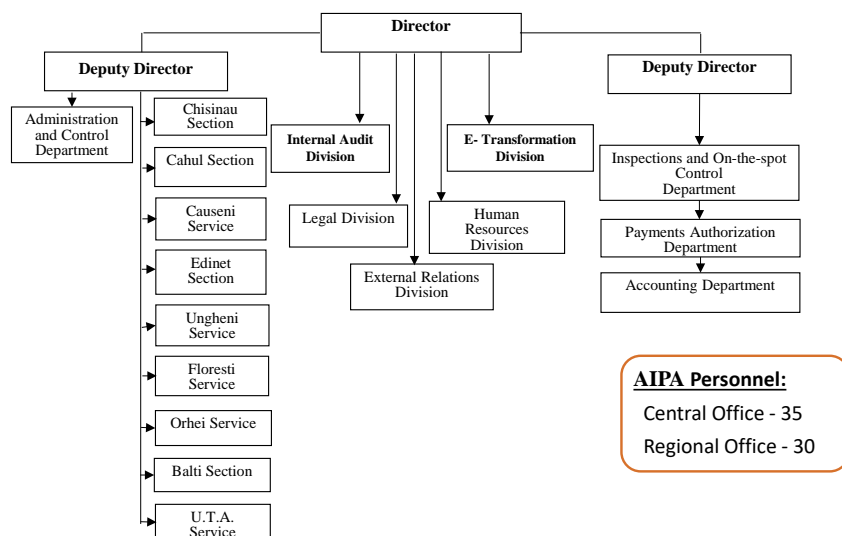 Director
Deputy Director
Deputy Director
Administration
and Control
Department
Chisinau
Section
Cahul Section
Causeni
Service
Edinet
Section
Ungheni
Service
Floresti
Service
Orhei Service
Balti Section
U.T.A.
Service
Internal Audit
Division
E- Transformation
Division
Legal Division
Human
Resources
Division
External Relations
Division
Inspections and On-the-spot
Control
Department
Payments Authorization
Department
Accounting Department
AIPA Personnel:
Central Office - 35
Regional Office - 30